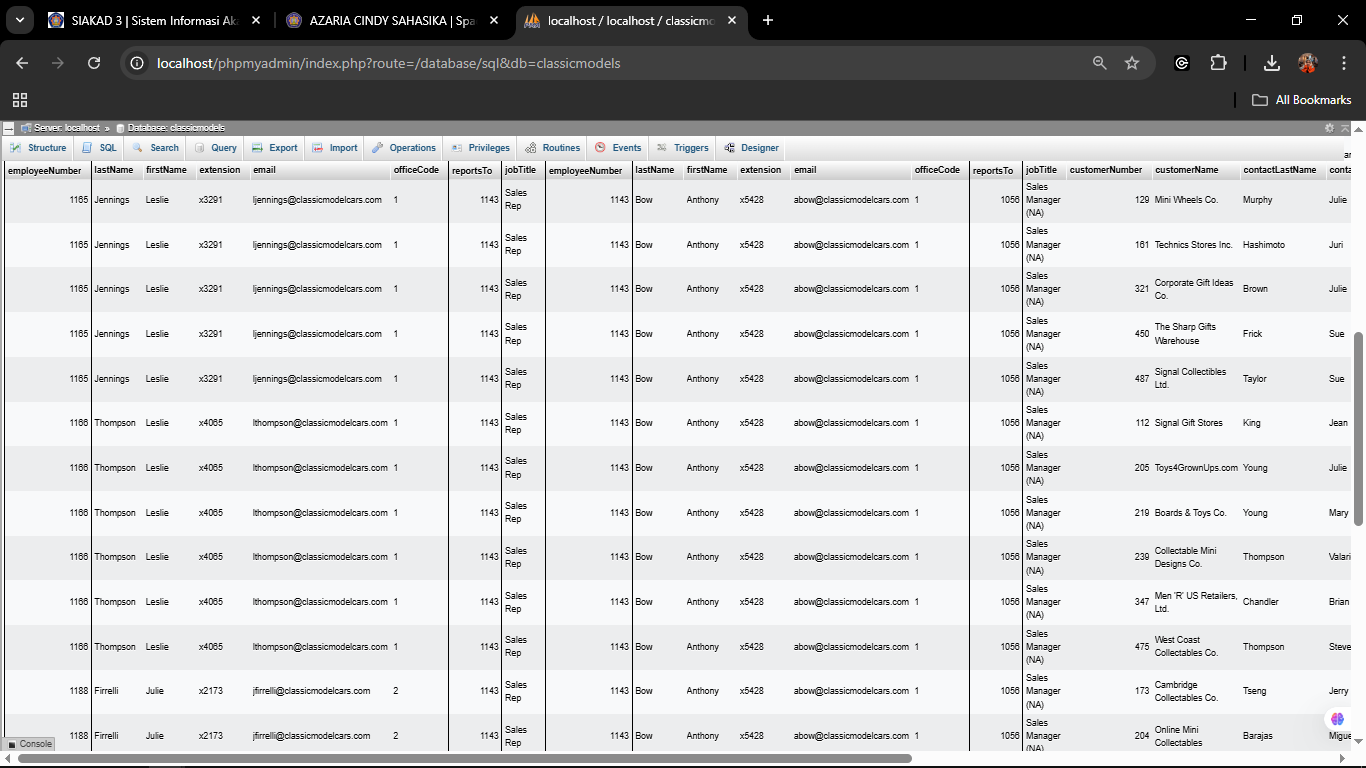 SIAKAD 3 | Sistem Informasi Aka
AZARIA CINDY SAHASIKA | Spa
localhost / localhost / classicmo
localhost/phpmyadmin/index.php?route=/database/sql&db=classicmodels
All Bookmarks
Server: localhost » Database: classicmodels
Structure SQL Search Query Export Import Operations Privileges Routines Events Triggers Designer
employeeNumber lastName firstName extension email officeCode reportsTo jobTitle employeeNumber lastName firstName extension email officeCode reportsTo jobTitle customerNumber customerName contactLastName conta
1165 Jennings Leslie x3291 ljennings@classicmodelcars.com 1 1143 Sales Rep 1143 Bow Anthony x5428 abow@classicmodelcars.com 1 1056 Sales Manager (NA) 129 Mini Wheels Co. Murphy Julie
1165 Jennings Leslie x3291 ljennings@classicmodelcars.com 1 1143 Sales Rep 1143 Bow Anthony x5428 abow@classicmodelcars.com 1 1056 Sales Manager (NA) 161 Technics Stores Inc. Hashimoto Juri
1165 Jennings Leslie x3291 ljennings@classicmodelcars.com 1 1143 Sales Rep 1143 Bow Anthony x5428 abow@classicmodelcars.com 1 1056 Sales Manager (NA) 321 Corporate Gift Ideas Co. Brown Julie
1165 Jennings Leslie x3291 ljennings@classicmodelcars.com 1 1143 Sales Rep 1143 Bow Anthony x5428 abow@classicmodelcars.com 1 1056 Sales Manager (NA) 450 The Sharp Gifts Warehouse Frick Sue
1165 Jennings Leslie x3291 ljennings@classicmodelcars.com 1 1143 Sales Rep 1143 Bow Anthony x5428 abow@classicmodelcars.com 1 1056 Sales Manager (NA) 487 Signal Collectibles Ltd. Taylor Sue
1166 Thompson Leslie x4065 lthompson@classicmodelcars.com 1 1143 Sales Rep 1143 Bow Anthony x5428 abow@classicmodelcars.com 1 1056 Sales Manager (NA) 112 Signal Gift Stores King Jean
1166 Thompson Leslie x4065 lthompson@classicmodelcars.com 1 1143 Sales Rep 1143 Bow Anthony x5428 abow@classicmodelcars.com 1 1056 Sales Manager (NA) 205 Toys4GrownUps.com Young Julie
1166 Thompson Leslie x4065 lthompson@classicmodelcars.com 1 1143 Sales Rep 1143 Bow Anthony x5428 abow@classicmodelcars.com 1 1056 Sales Manager (NA) 219 Boards & Toys Co. Young Mary
1166 Thompson Leslie x4065 lthompson@classicmodelcars.com 1 1143 Sales Rep 1143 Bow Anthony x5428 abow@classicmodelcars.com 1 1056 Sales Manager (NA) 239 Collectable Mini Designs Co. Thompson Valari
1166 Thompson Leslie x4065 lthompson@classicmodelcars.com 1 1143 Sales Rep 1143 Bow Anthony x5428 abow@classicmodelcars.com 1 1056 Sales Manager (NA) 347 Men 'R' US Retailers, Ltd. Chandler Brian
1166 Thompson Leslie x4065 lthompson@classicmodelcars.com 1 1143 Sales Rep 1143 Bow Anthony x5428 abow@classicmodelcars.com 1 1056 Sales Manager (NA) 475 West Coast Collectables Co. Thompson Steve
1188 Firrelli Julie x2173 jfirrelli@classicmodelcars.com 2 1143 Sales Rep 1143 Bow Anthony x5428 abow@classicmodelcars.com 1 1056 Sales Manager (NA) 173 Cambridge Collectables Co. Tseng Jerry
1188 Firrelli Julie x2173 jfirrelli@classicmodelcars.com 2 1143 Sales Rep 1143 Bow Anthony x5428 abow@classicmodelcars.com 1 1056 Sales Manager (NA) 204 Online Mini Collectables Barajas Migue
Console